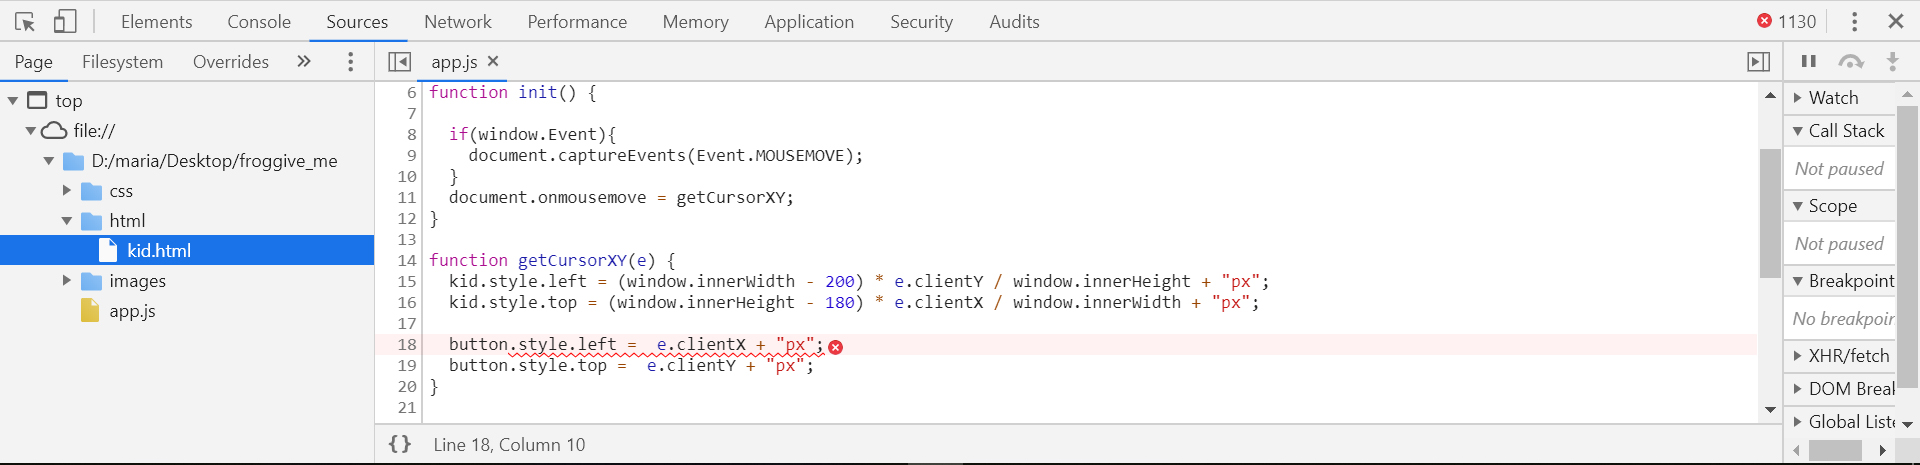 Elements Console Sources Network Performance Memory Application Security Audits 1130
Page Filesystem Overrides » app.js ×
top
file://
D:/maria/Desktop/froggive_me
css
html
kid.html
images
app.js
6 function init() {
7
8 if(window.Event){
9 document.captureEvents(Event.MOUSEMOVE);
10 }
11 document.onmousemove = getCursorXY;
12 }
13
14 function getCursorXY(e) {
15 kid.style.left = (window.innerWidth - 200) * e.clientY / window.innerHeight + "px";
16 kid.style.top = (window.innerHeight - 180) * e.clientX / window.innerWidth + "px";
17
18 button.style.left =  e.clientX + "px";
19 button.style.top =  e.clientY + "px";
20 }
21
{} Line 18, Column 10
Watch
Call Stack
Not paused
Scope
Not paused
Breakpoint
No breakpoin
XHR/fetch
DOM Breal
Global Liste